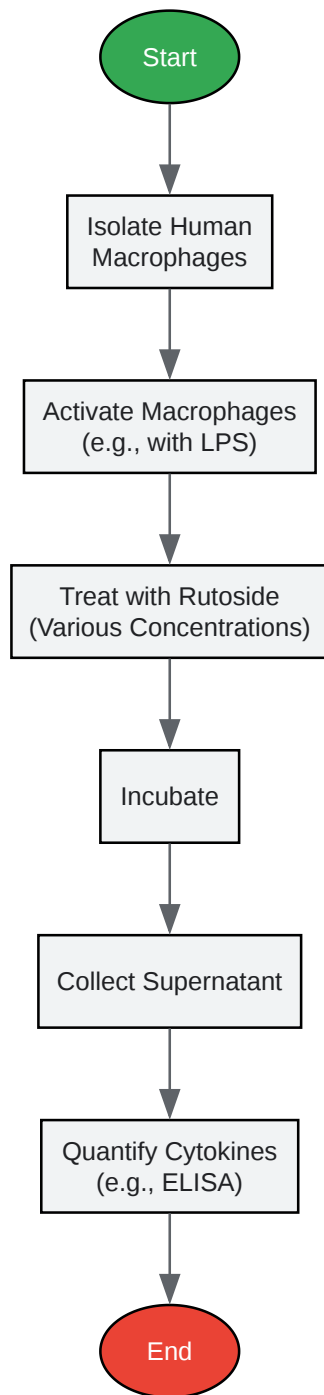 Start
Isolate Human
Macrophages
Activate Macrophages
(e.g., with LPS)
Treat with Rutoside
(Various Concentrations)
Incubate
Collect Supernatant
Quantify Cytokines
(e.g., ELISA)
End